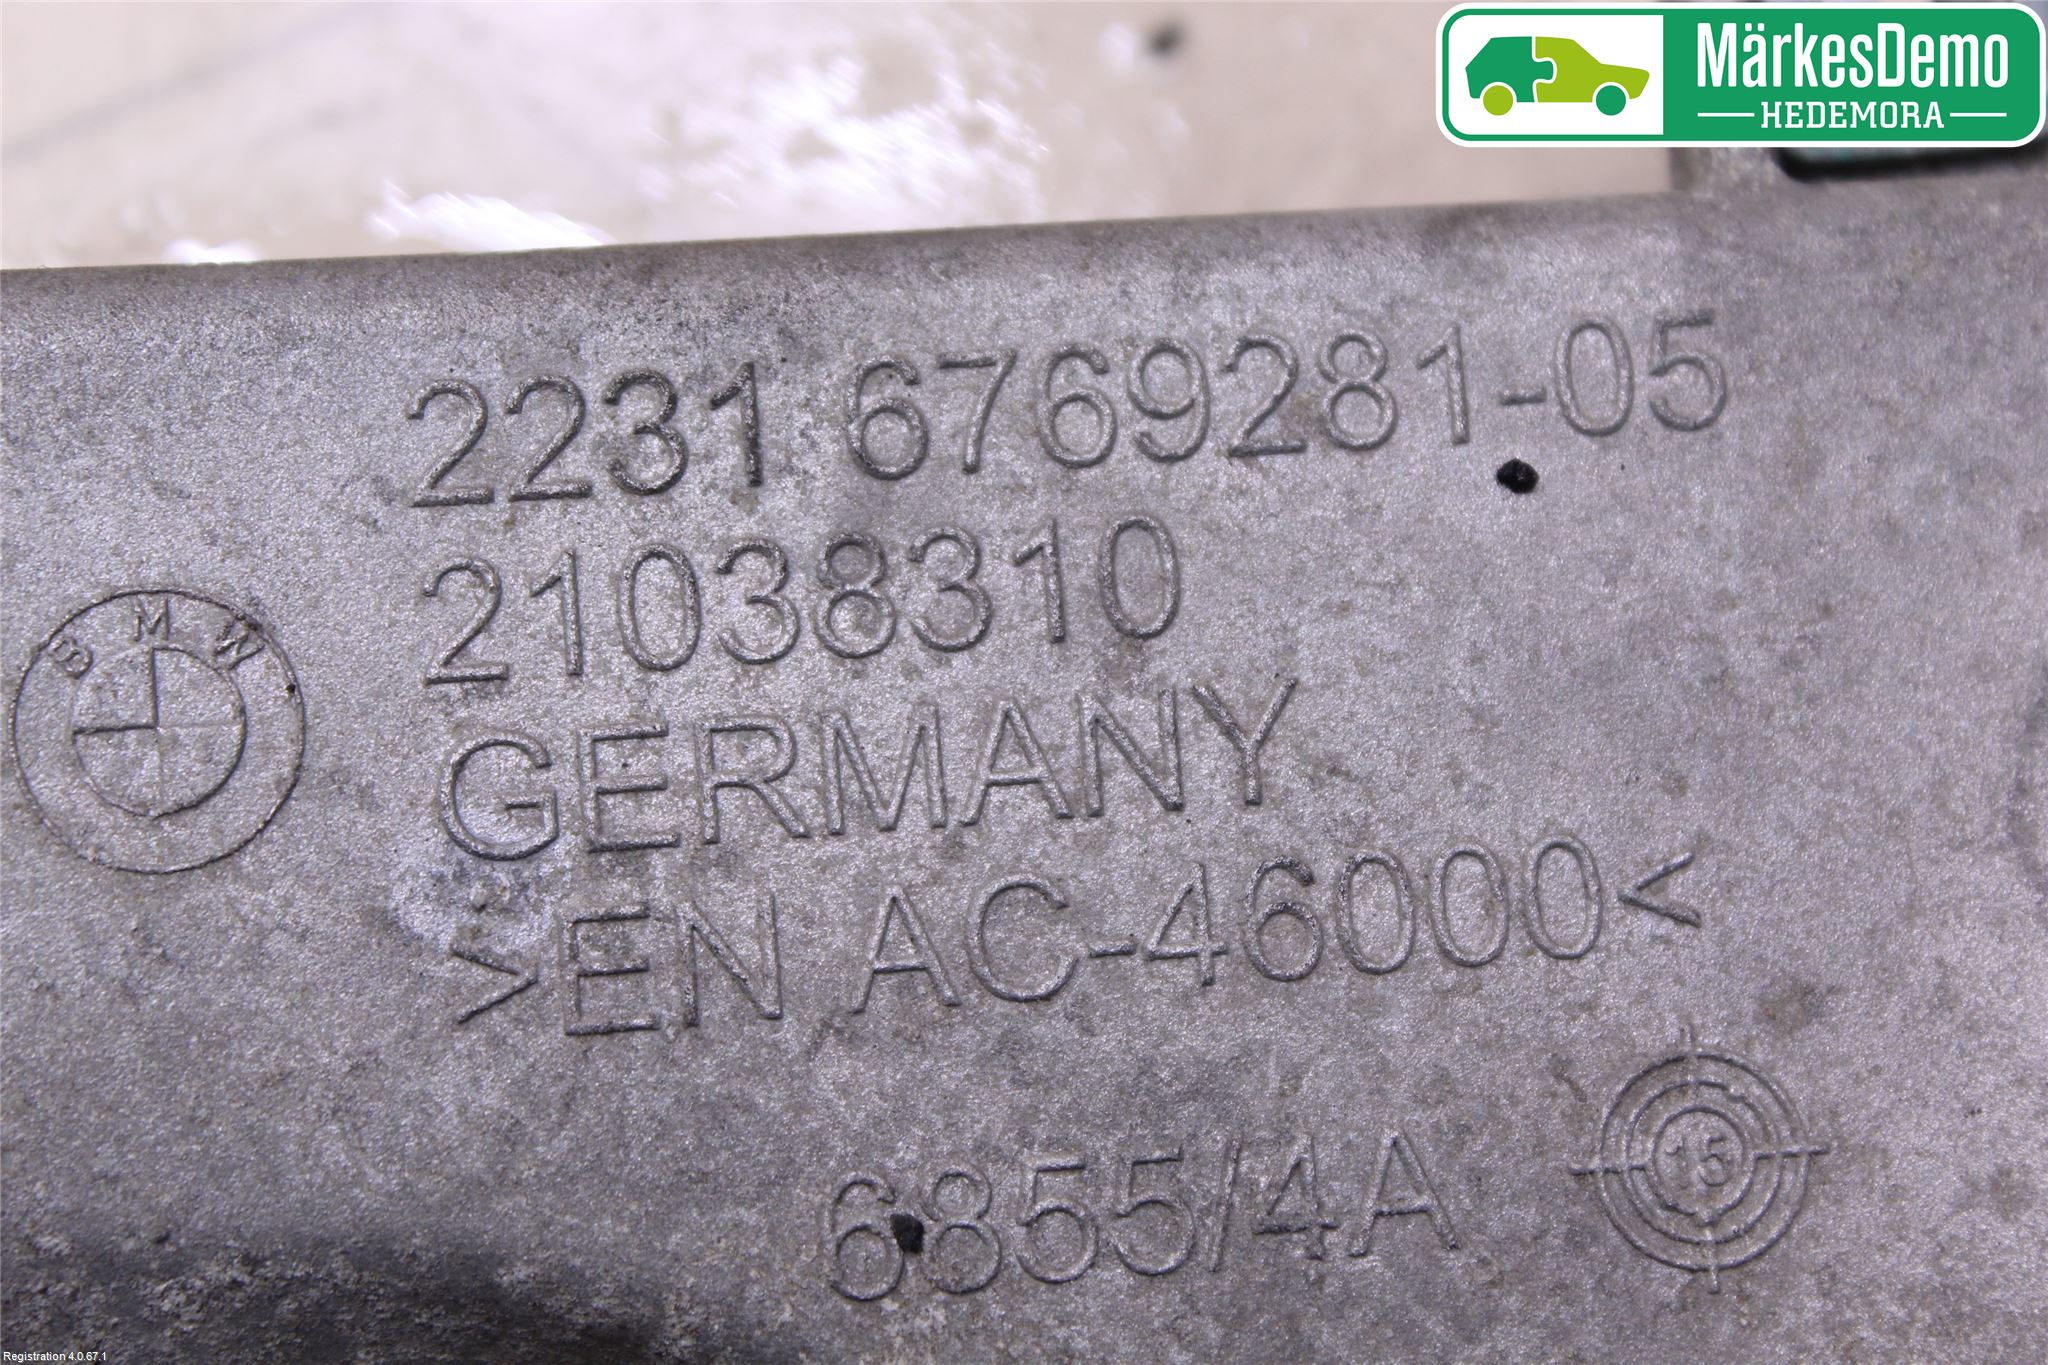 MärkesDemo
HEDEMORA
2231 6769281-05
21038310
BMW
GERMANY
>EN AC-46000<
6855/4A
15
Registration 4.0.67.1